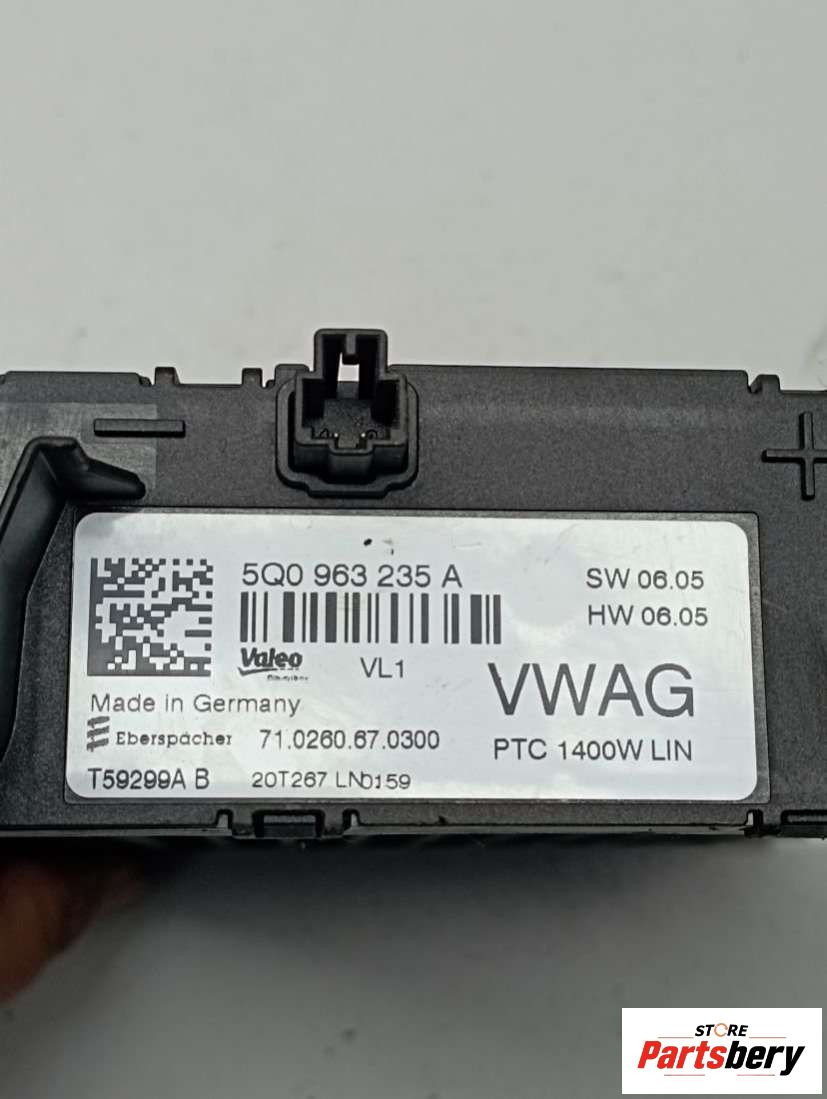 5Q0 963 235 A
SW 06.05
HW 06.05
Valeo
VL1
VWAG
Made in Germany
Eberspächer 71.0260.67.0300
PTC 1400W LIN
T59299A B 20T267 LN0159
STORE
Partsbery